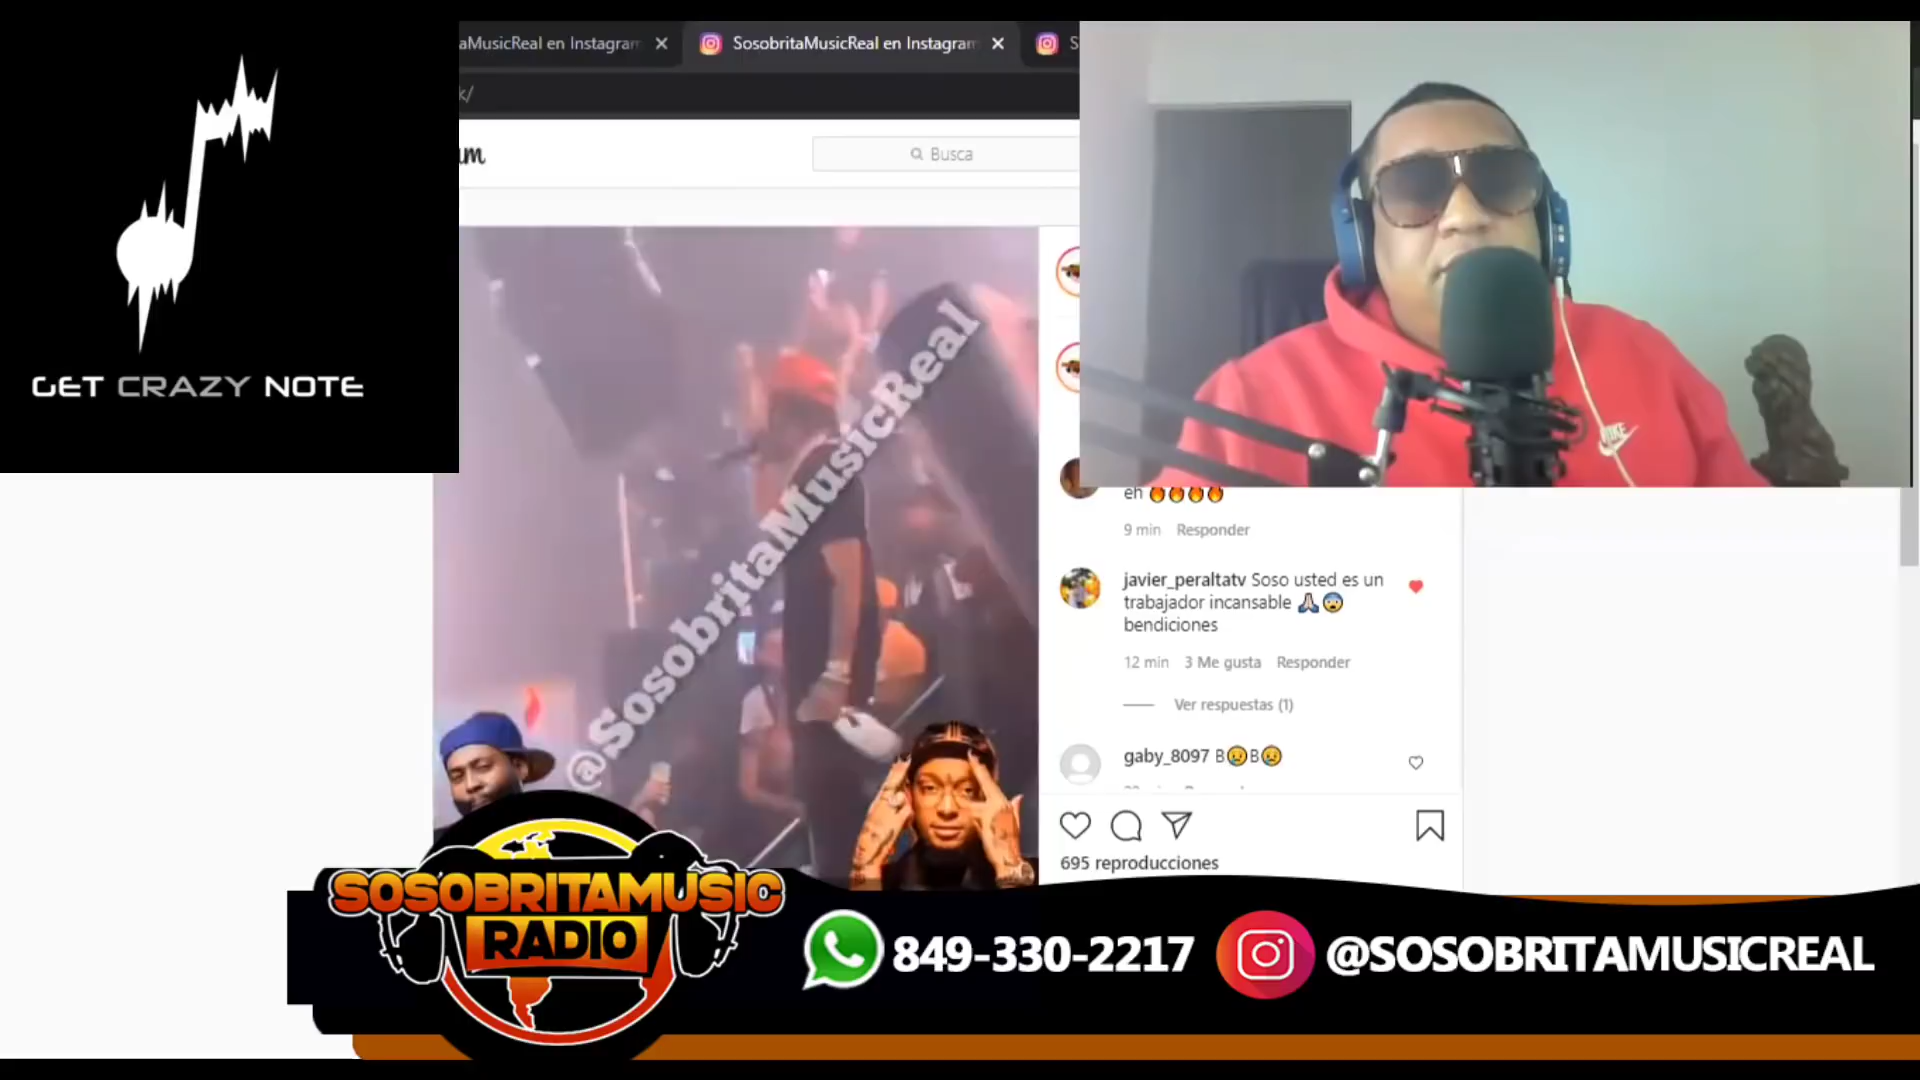 aMusicReal en Instagram
SosobritaMusicReal en Instagram
S
k/
am
Busca
GET CRAZY NOTE
@SosobritaMusicReal
NIKE
eh 🔥🔥🔥🔥
9 min Responder
javier_peraltatv Soso usted es un
trabajador incansable 🙏🏻😨
bendiciones
12 min 3 Me gusta Responder
Ver respuestas (1)
gaby_8097 B😢B😢
695 reproducciones
SOSOBRITAMUSIC
RADIO
849-330-2217
@SOSOBRITAMUSICREAL